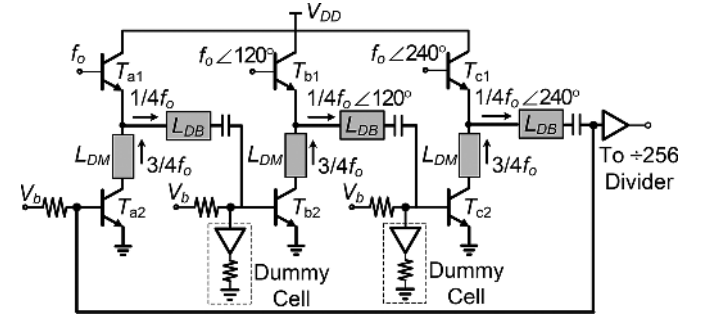 V_DD
f_o
f_o∠120°
f_o∠240°
T_a1
T_b1
T_c1
1/4f_o
1/4f_o∠120°
1/4f_o∠240°
L_DB
L_DB
L_DB
L_DM
3/4f_o
L_DM
3/4f_o
L_DM
3/4f_o
To ÷256
Divider
V_b
T_a2
V_b
T_b2
V_b
T_c2
Dummy
Cell
Dummy
Cell